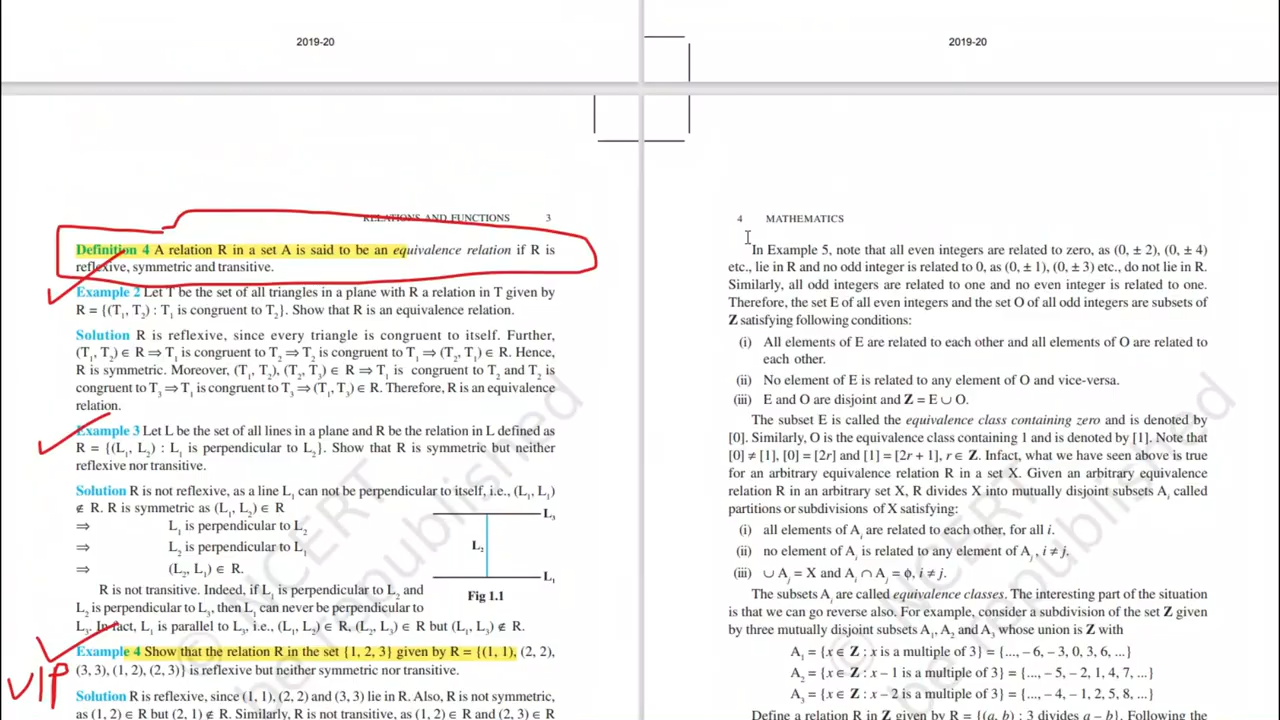 2019-20
RELATIONS AND FUNCTIONS 3
Definition 4 A relation R in a set A is said to be an equivalence relation if R is
reflexive, symmetric and transitive.
Example 2 Let T be the set of all triangles in a plane with R a relation in T given by
R = {(T₁, T₂) : T₁ is congruent to T₂}. Show that R is an equivalence relation.
Solution R is reflexive, since every triangle is congruent to itself. Further,
(T₁, T₂) ∈ R ⇒ T₁ is congruent to T₂ ⇒ T₂ is congruent to T₁ ⇒ (T₂, T₁) ∈ R. Hence,
R is symmetric. Moreover, (T₁, T₂), (T₂, T₃) ∈ R ⇒ T₁ is congruent to T₂ and T₂ is
congruent to T₃ ⇒ T₁ is congruent to T₃ ⇒ (T₁, T₃) ∈ R. Therefore, R is an equivalence
relation.
Example 3 Let L be the set of all lines in a plane and R be the relation in L defined as
R = {(L₁, L₂) : L₁ is perpendicular to L₂}. Show that R is symmetric but neither
reflexive nor transitive.
Solution R is not reflexive, as a line L₁ can not be perpendicular to itself, i.e., (L₁, L₁)
∉ R. R is symmetric as (L₁, L₂) ∈ R
⇒ L₁ is perpendicular to L₂
⇒ L₂ is perpendicular to L₁
⇒ (L₂, L₁) ∈ R.
L₃
L₂
L₁
Fig 1.1
R is not transitive. Indeed, if L₁ is perpendicular to L₂ and
L₂ is perpendicular to L₃, then L₁ can never be perpendicular to
L₃. In fact, L₁ is parallel to L₃, i.e., (L₁, L₂) ∈ R, (L₂, L₃) ∈ R but (L₁, L₃) ∉ R.
VIP
Example 4 Show that the relation R in the set {1, 2, 3} given by R = {(1, 1), (2, 2),
(3, 3), (1, 2), (2, 3)} is reflexive but neither symmetric nor transitive.
Solution R is reflexive, since (1, 1), (2, 2) and (3, 3) lie in R. Also, R is not symmetric,
as (1, 2) ∈ R but (2, 1) ∉ R. Similarly, R is not transitive, as (1, 2) ∈ R and (2, 3) ∈ R
© NCERT
not to be republished
2019-20
4 MATHEMATICS
In Example 5, note that all even integers are related to zero, as (0, ± 2), (0, ± 4)
etc., lie in R and no odd integer is related to 0, as (0, ± 1), (0, ± 3) etc., do not lie in R.
Similarly, all odd integers are related to one and no even integer is related to one.
Therefore, the set E of all even integers and the set O of all odd integers are subsets of
Z satisfying following conditions:
(i) All elements of E are related to each other and all elements of O are related to
each other.
(ii) No element of E is related to any element of O and vice-versa.
(iii) E and O are disjoint and Z = E ∪ O.
The subset E is called the equivalence class containing zero and is denoted by
[0]. Similarly, O is the equivalence class containing 1 and is denoted by [1]. Note that
[0] ≠ [1], [0] = [2r] and [1] = [2r + 1], r ∈ Z. Infact, what we have seen above is true
for an arbitrary equivalence relation R in a set X. Given an arbitrary equivalence
relation R in an arbitrary set X, R divides X into mutually disjoint subsets Aᵢ called
partitions or subdivisions of X satisfying:
(i) all elements of Aᵢ are related to each other, for all i.
(ii) no element of Aᵢ is related to any element of Aⱼ , i ≠ j.
(iii) ∪ Aⱼ = X and Aᵢ ∩ Aⱼ = ϕ, i ≠ j.
The subsets Aᵢ are called equivalence classes. The interesting part of the situation
is that we can go reverse also. For example, consider a subdivision of the set Z given
by three mutually disjoint subsets A₁, A₂ and A₃ whose union is Z with
A₁ = {x ∈ Z : x is a multiple of 3} = {..., – 6, – 3, 0, 3, 6, ...}
A₂ = {x ∈ Z : x – 1 is a multiple of 3} = {..., – 5, – 2, 1, 4, 7, ...}
A₃ = {x ∈ Z : x – 2 is a multiple of 3} = {..., – 4, – 1, 2, 5, 8, ...}
Define a relation R in Z given by R = {(a, b) : 3 divides a – b}. Following the
© NCERT
not to be republished